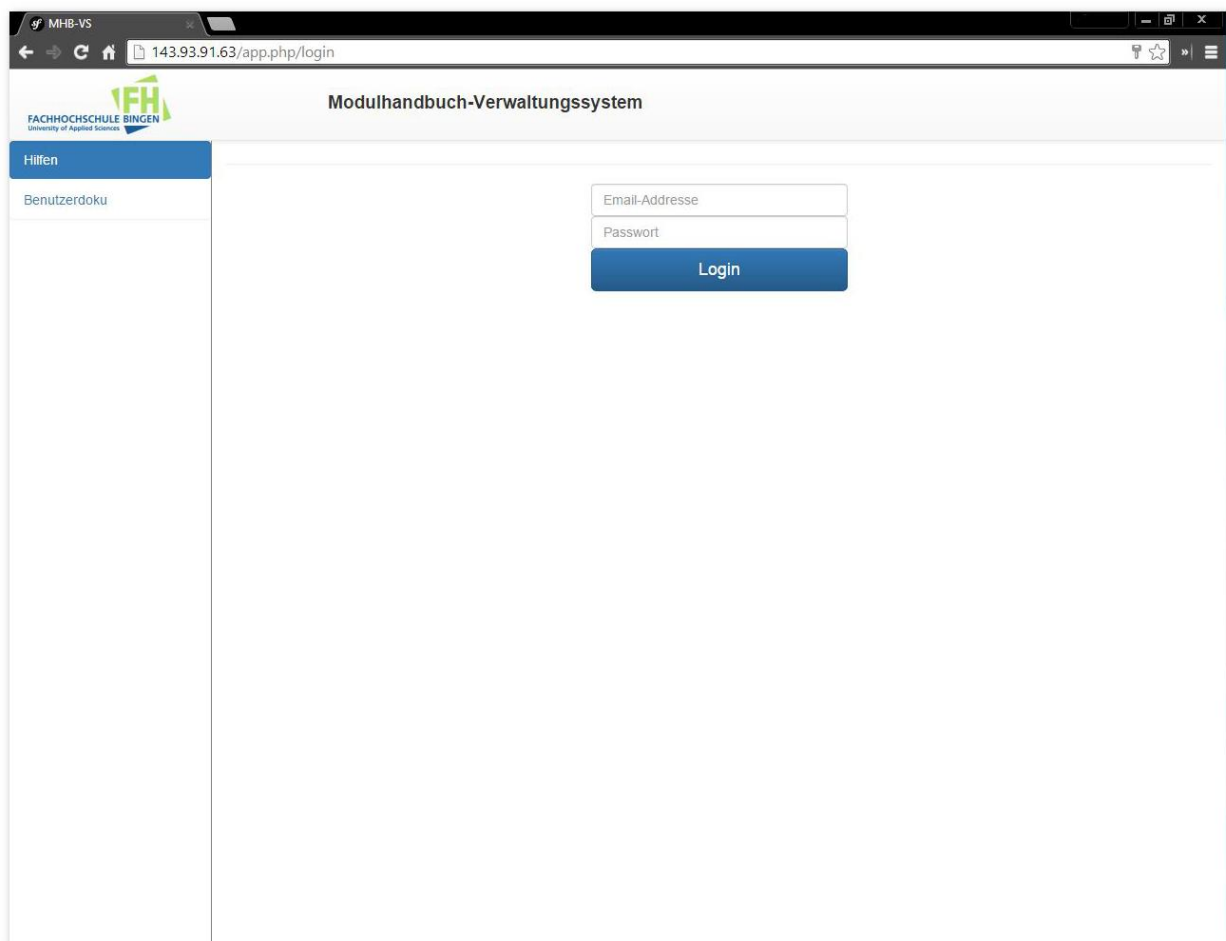 sf MHB-VS
143.93.91.63/app.php/login
FH
FACHHOCHSCHULE BINGEN
University of Applied Sciences
Modulhandbuch-Verwaltungssystem
Hilfen
Benutzerdoku
Email-Addresse
Passwort
Login